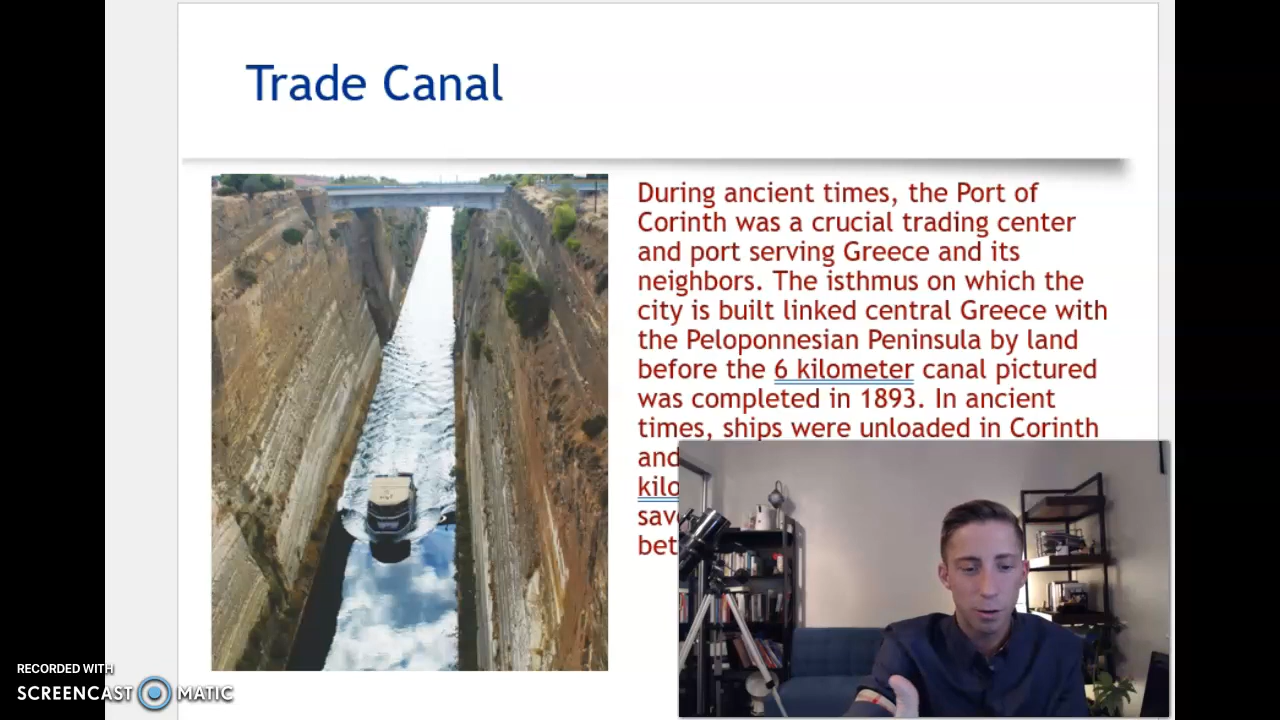 Trade Canal
During ancient times, the Port of
Corinth was a crucial trading center
and port serving Greece and its
neighbors. The isthmus on which the
city is built linked central Greece with
the Peloponnesian Peninsula by land
before the 6 kilometer canal pictured
was completed in 1893. In ancient
times, ships were unloaded in Corinth
and
RECORDED WITH
SCREENCAST MATIC